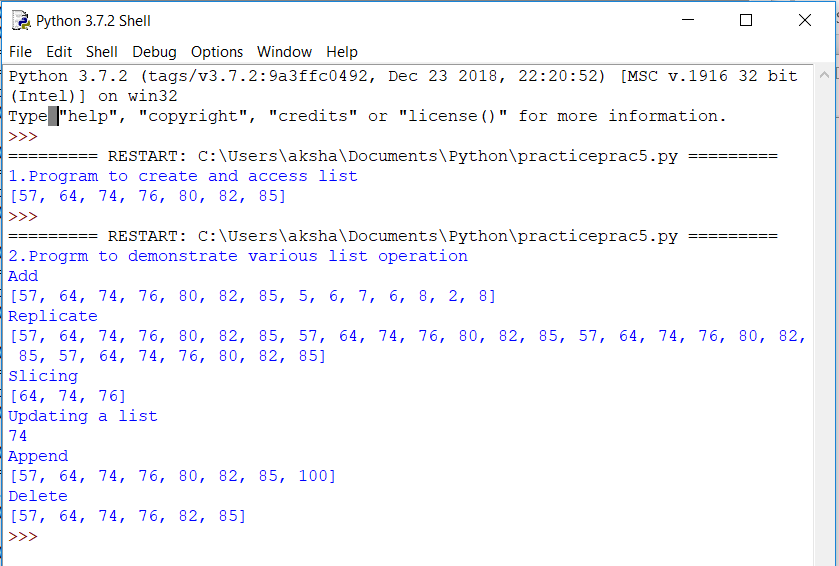 Python 3.7.2 Shell
File Edit Shell Debug Options Window Help
Python 3.7.2 (tags/v3.7.2:9a3ffc0492, Dec 23 2018, 22:20:52) [MSC v.1916 32 bit
(Intel)] on win32
Type "help", "copyright", "credits" or "license()" for more information.
>>>
========= RESTART: C:\Users\aksha\Documents\Python\practiceprac5.py =========
1.Program to create and access list
[57, 64, 74, 76, 80, 82, 85]
>>>
========= RESTART: C:\Users\aksha\Documents\Python\practiceprac5.py =========
2.Progrm to demonstrate various list operation
Add
[57, 64, 74, 76, 80, 82, 85, 5, 6, 7, 6, 8, 2, 8]
Replicate
[57, 64, 74, 76, 80, 82, 85, 57, 64, 74, 76, 80, 82, 85, 57, 64, 74, 76, 80, 82,
 85, 57, 64, 74, 76, 80, 82, 85]
Slicing
[64, 74, 76]
Updating a list
74
Append
[57, 64, 74, 76, 80, 82, 85, 100]
Delete
[57, 64, 74, 76, 82, 85]
>>>